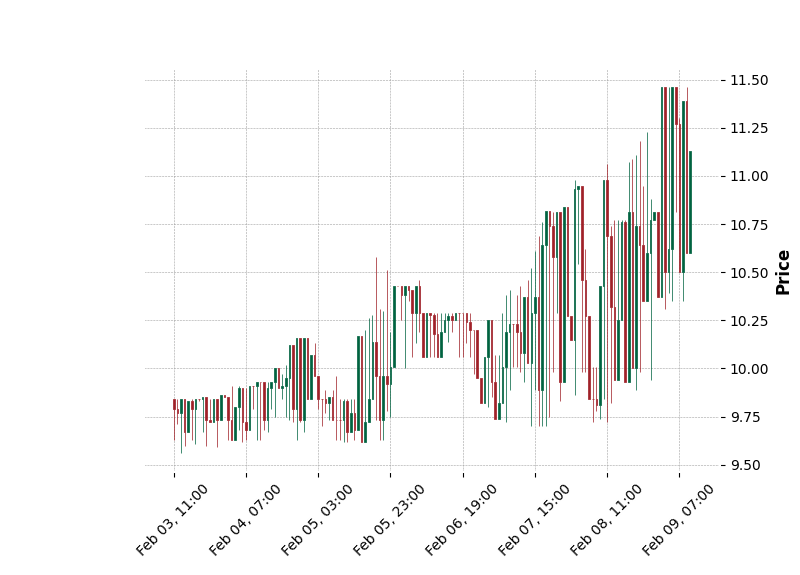 11.50
11.25
11.00
10.75
10.50
10.25
10.00
9.75
9.50
Price
Feb 03, 11:00
Feb 04, 07:00
Feb 05, 03:00
Feb 05, 23:00
Feb 06, 19:00
Feb 07, 15:00
Feb 08, 11:00
Feb 09, 07:00